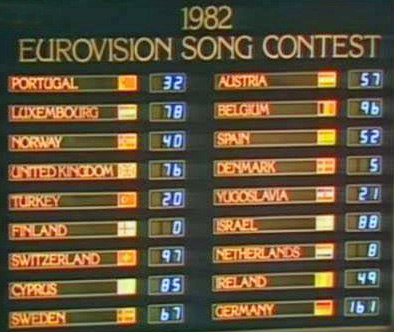 1982
EUROVISION SONG CONTEST
PORTUGAL 32
LUXEMBOURG 78
NORWAY 40
UNITED KINGDOM 76
TURKEY 20
FINLAND 0
SWITZERLAND 97
CYPRUS 85
SWEDEN 67
AUSTRIA 57
BELGIUM 96
SPAIN 52
DENMARK 5
YUGOSLAVIA 21
ISRAEL 88
NETHERLANDS 8
IRELAND 49
GERMANY 161